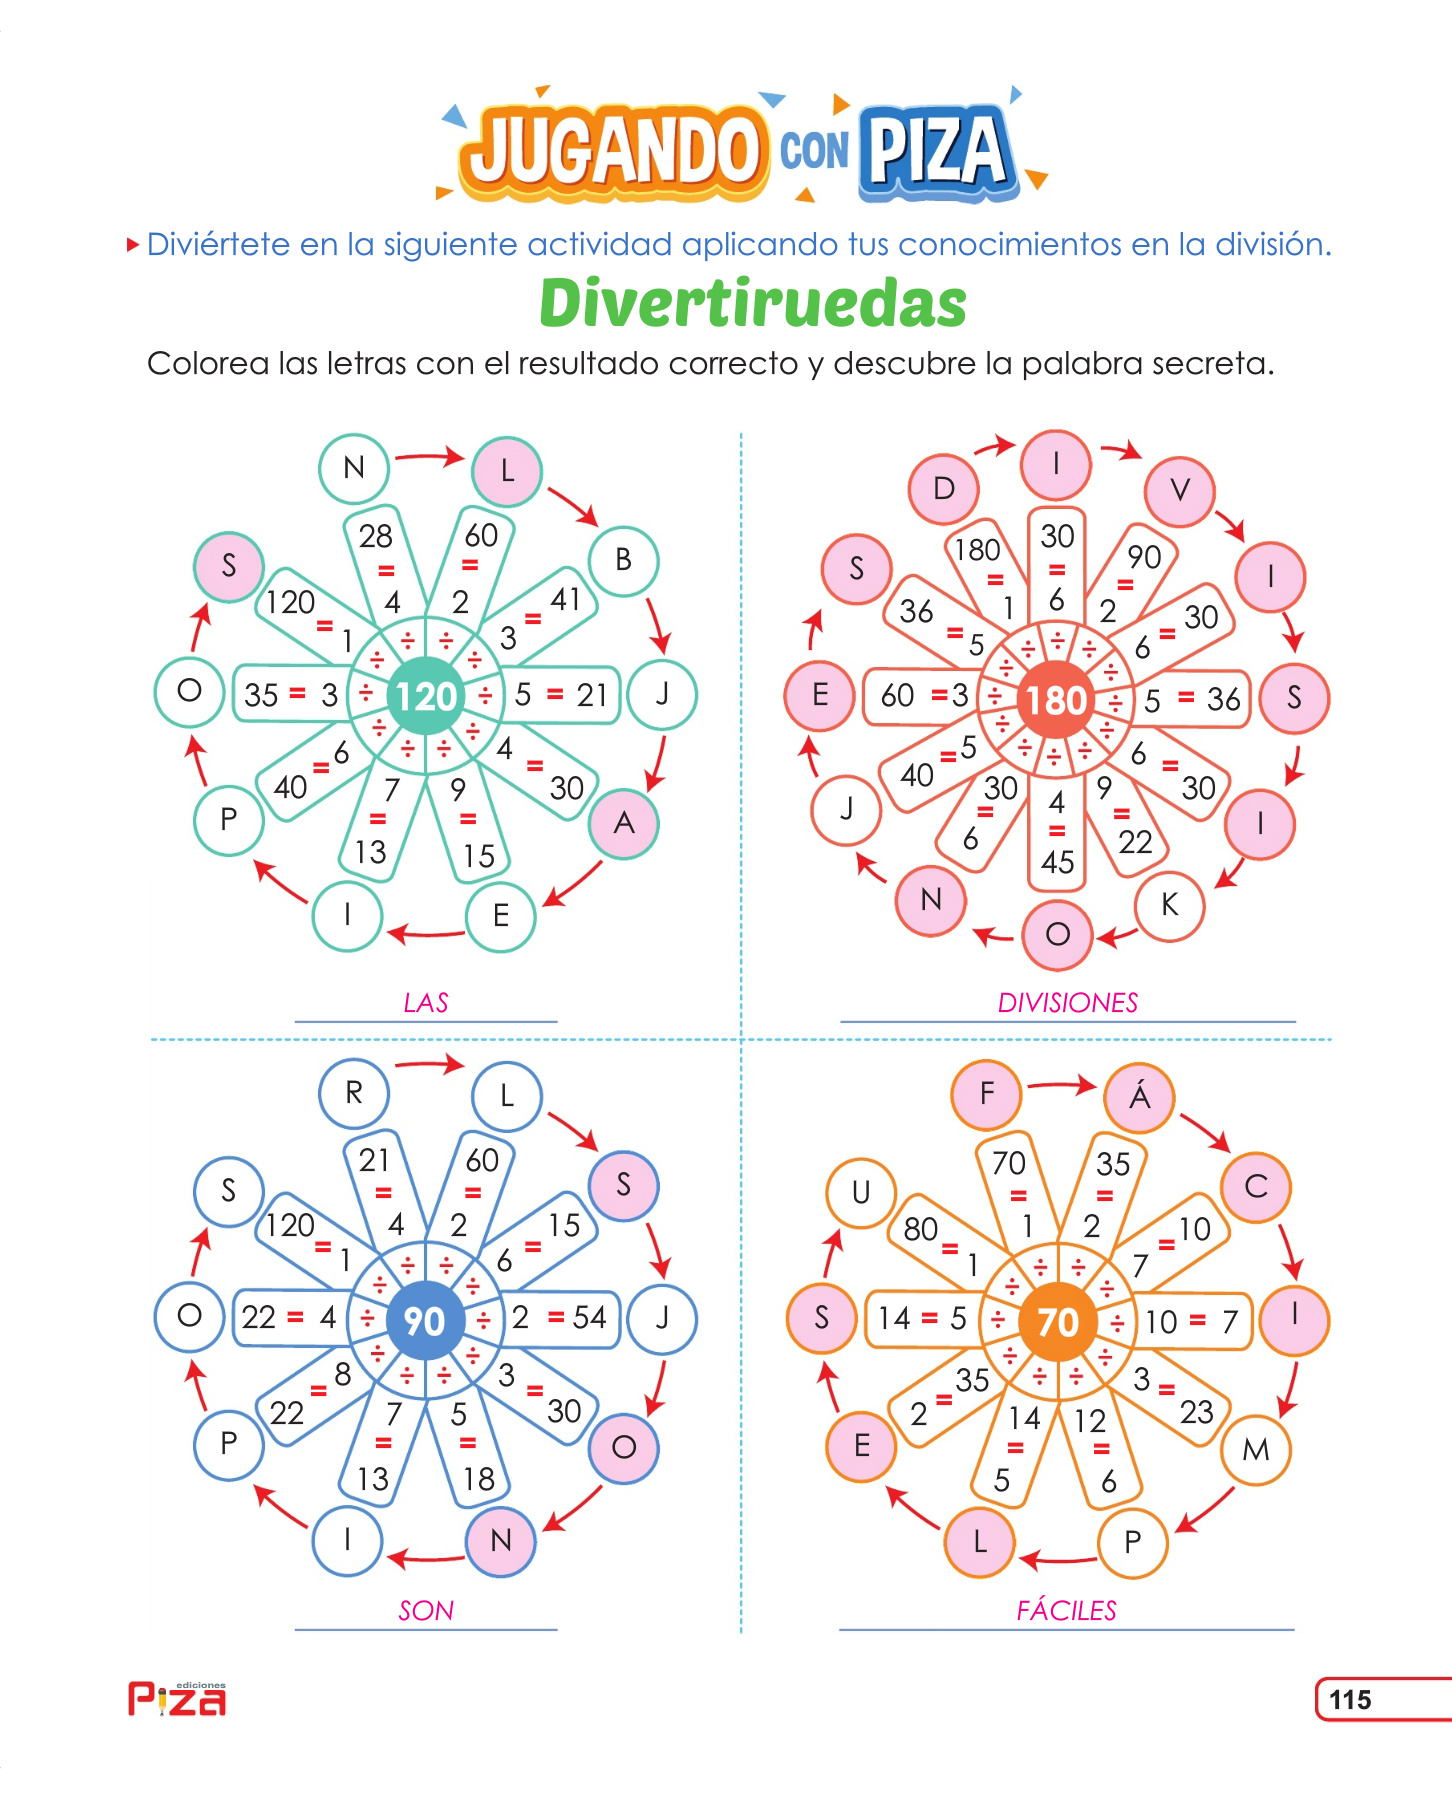 JUGANDO CON PIZA
Diviértete en la siguiente actividad aplicando tus conocimientos en la división.
Divertiruedas
Colorea las letras con el resultado correcto y descubre la palabra secreta.
120
N 28 = 4 ÷
L 60 = 2 ÷
B 41 = 3 ÷
J 21 = 5 ÷
A 30 = 4 ÷
E 15 = 9 ÷
I 13 = 7 ÷
P 40 = 6 ÷
O 35 = 3 ÷
S 120 = 1 ÷
LAS
180
D 180 = 1 ÷
I 30 = 6 ÷
V 90 = 2 ÷
I 30 = 6 ÷
S 36 = 5 ÷
I 30 = 6 ÷
K 22 = 9 ÷
O 45 = 4 ÷
N 6 = 30 ÷
J 40 = 5 ÷
E 60 = 3 ÷
S 36 = 5 ÷
DIVISIONES
90
R 21 = 4 ÷
L 60 = 2 ÷
S 15 = 6 ÷
J 54 = 2 ÷
O 30 = 3 ÷
N 18 = 5 ÷
I 13 = 7 ÷
P 22 = 8 ÷
O 22 = 4 ÷
S 120 = 1 ÷
SON
70
F 70 = 1 ÷
Á 35 = 2 ÷
C 10 = 7 ÷
I 7 = 10 ÷
M 23 = 3 ÷
P 6 = 12 ÷
L 5 = 14 ÷
E 2 = 35 ÷
S 14 = 5 ÷
U 80 = 1 ÷
FÁCILES
ediciones
Piza
115